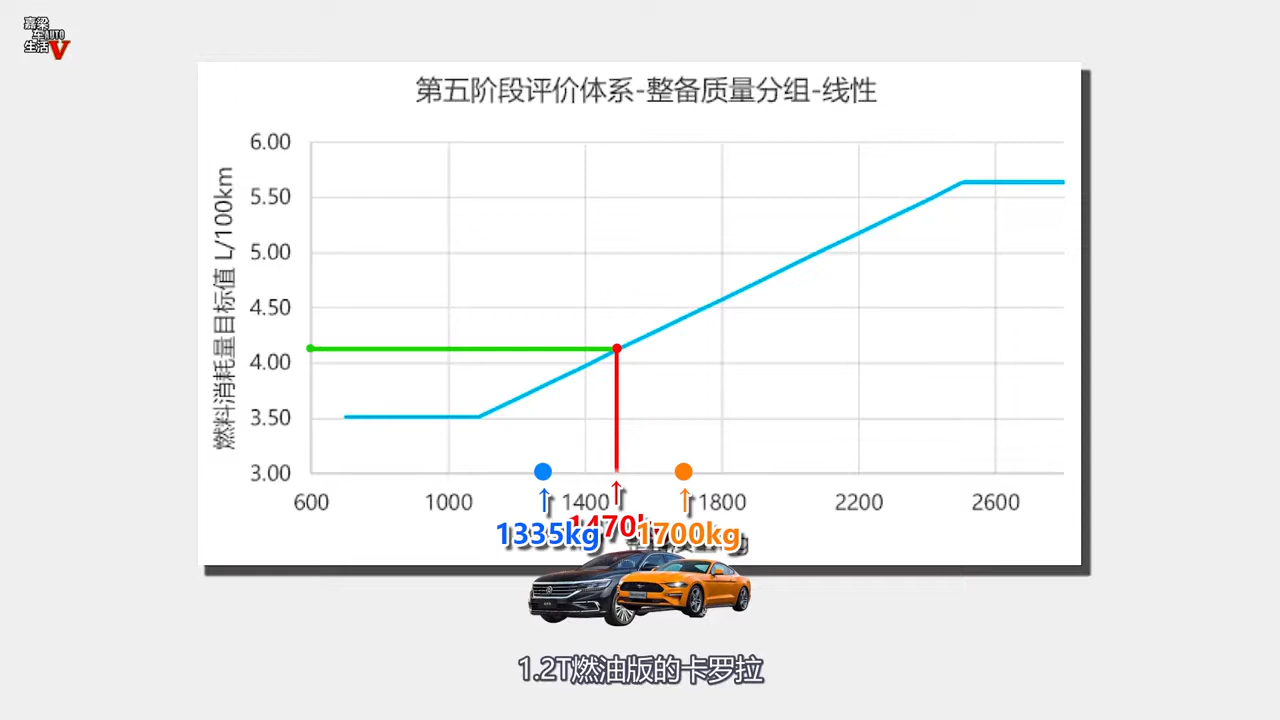 嘉梁
车AUTO
生活V
第五阶段评价体系-整备质量分组-线性
燃料消耗量目标值 L/100km
6.00
5.50
5.00
4.50
4.00
3.50
3.00
600 1000 1400 1800 2200 2600
1335kg 1470k 1700kg
1.2T燃油版的卡罗拉